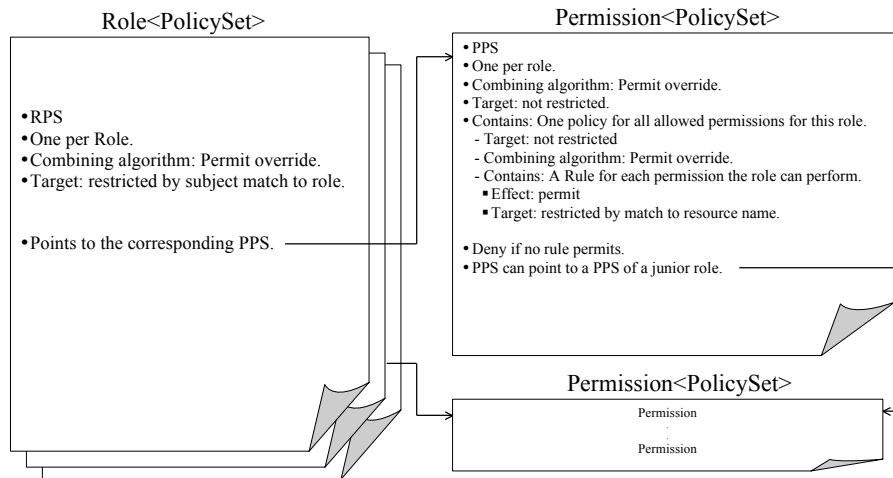 Role<PolicySet>
• RPS
• One per Role.
• Combining algorithm: Permit override.
• Target: restricted by subject match to role.
• Points to the corresponding PPS.
Permission<PolicySet>
• PPS
• One per role.
• Combining algorithm: Permit override.
• Target: not restricted.
• Contains: One policy for all allowed permissions for this role.
- Target: not restricted
- Combining algorithm: Permit override.
- Contains: A Rule for each permission the role can perform.
▪ Effect: permit
▪ Target: restricted by match to resource name.
• Deny if no rule permits.
• PPS can point to a PPS of a junior role.
Permission<PolicySet>
Permission
.
.
Permission